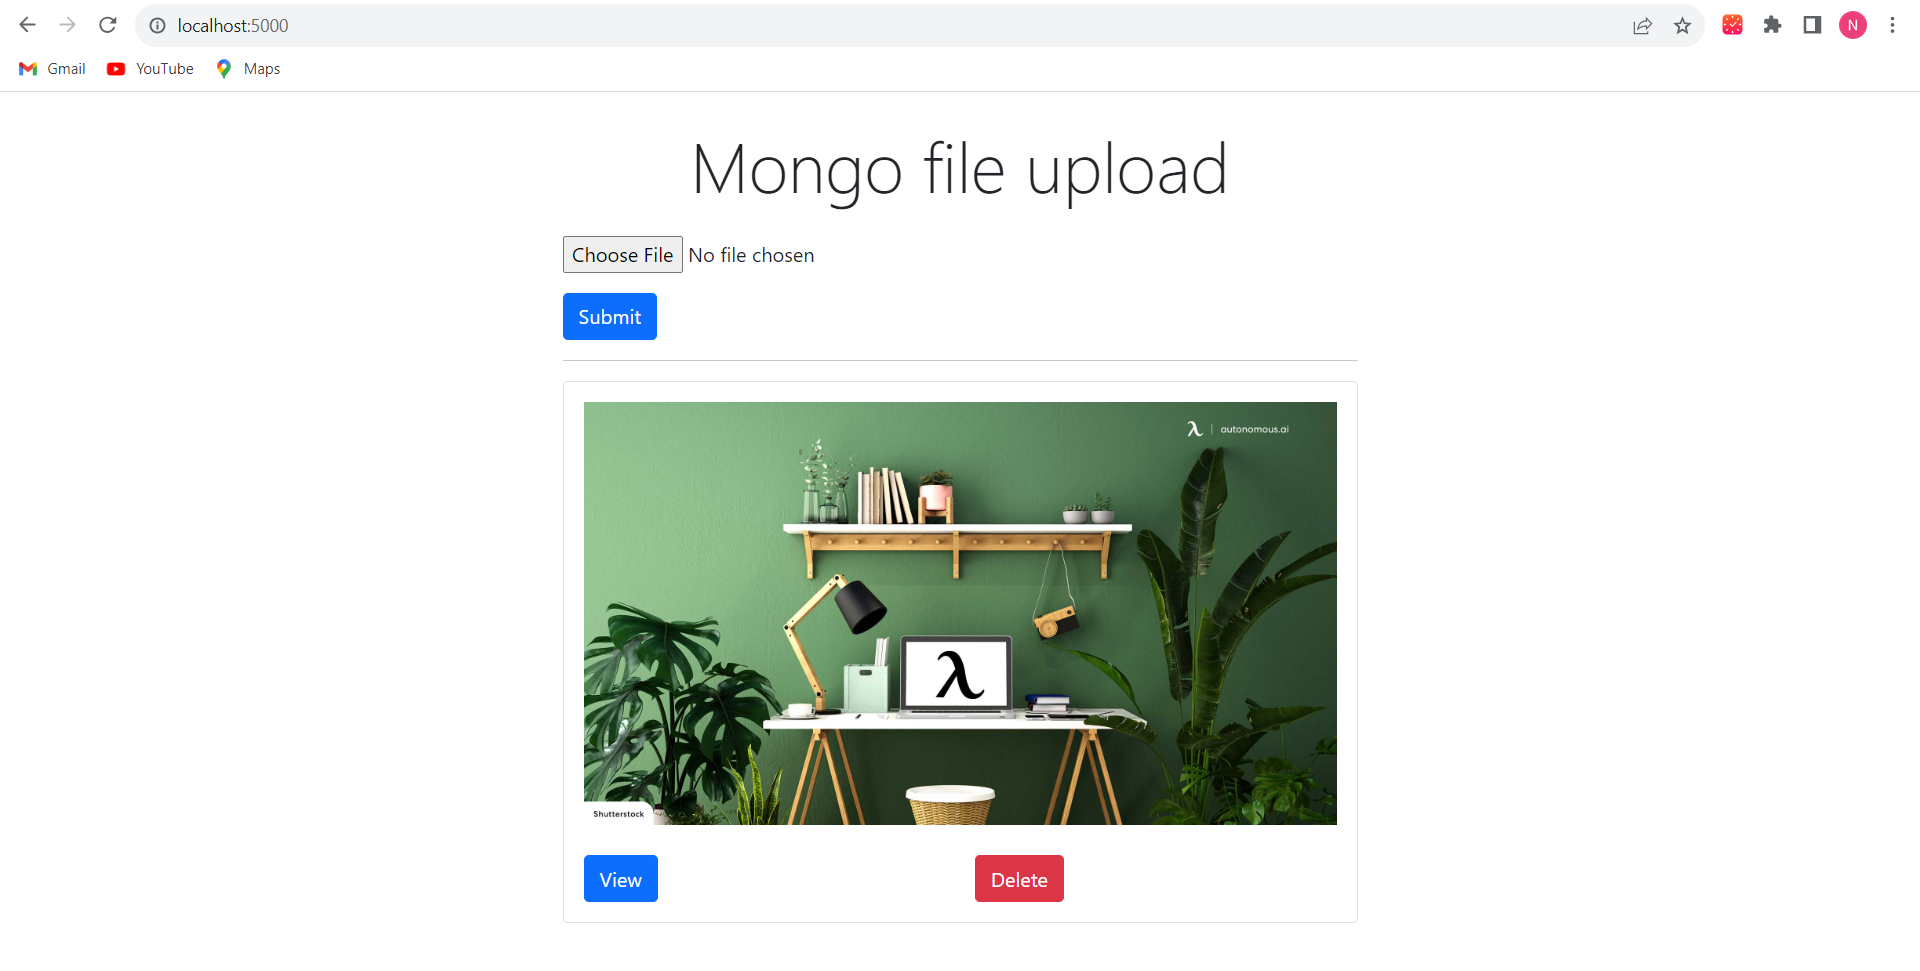 localhost:5000
N
Gmail YouTube Maps
Mongo file upload
Choose File No file chosen
Submit
λ | autonomous.ai
λ
Shutterstock
View Delete